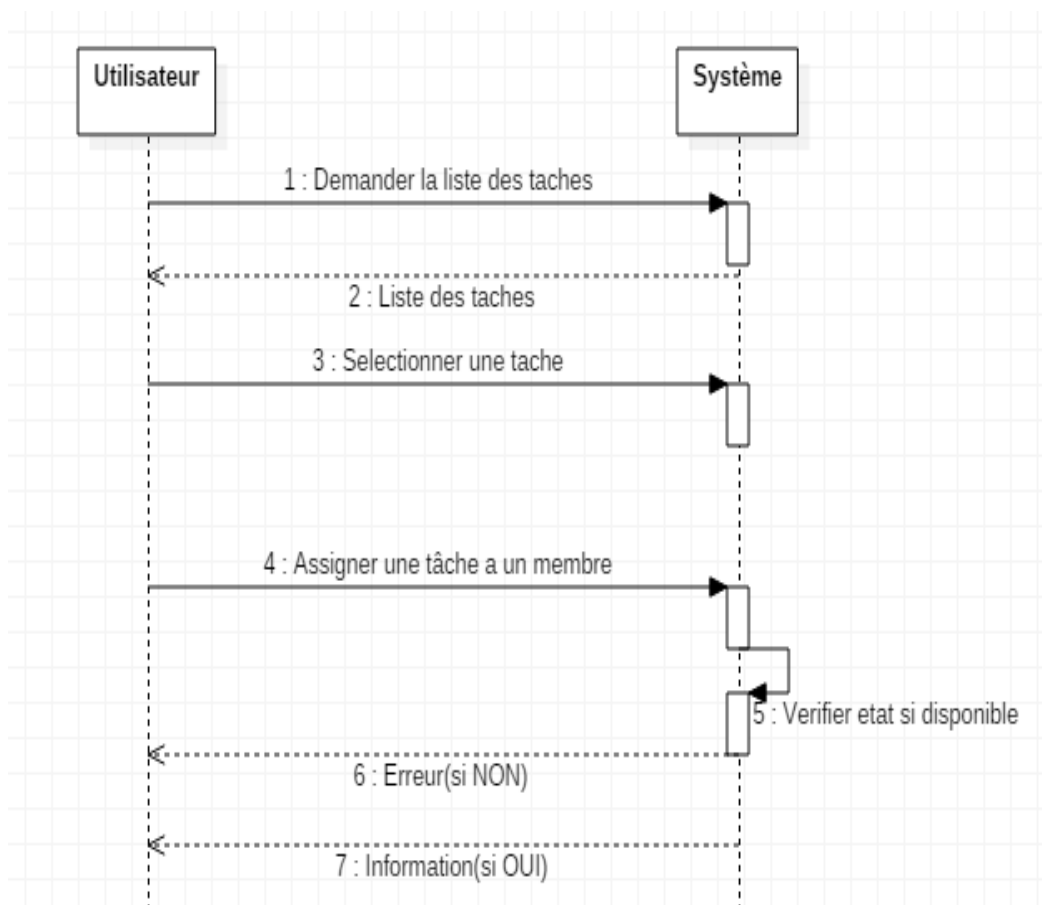 Utilisateur
Système
1 : Demander la liste des taches
2 : Liste des taches
3 : Selectionner une tache
4 : Assigner une tâche a un membre
5 : Verifier etat si disponible
6 : Erreur(si NON)
7 : Information(si OUI)